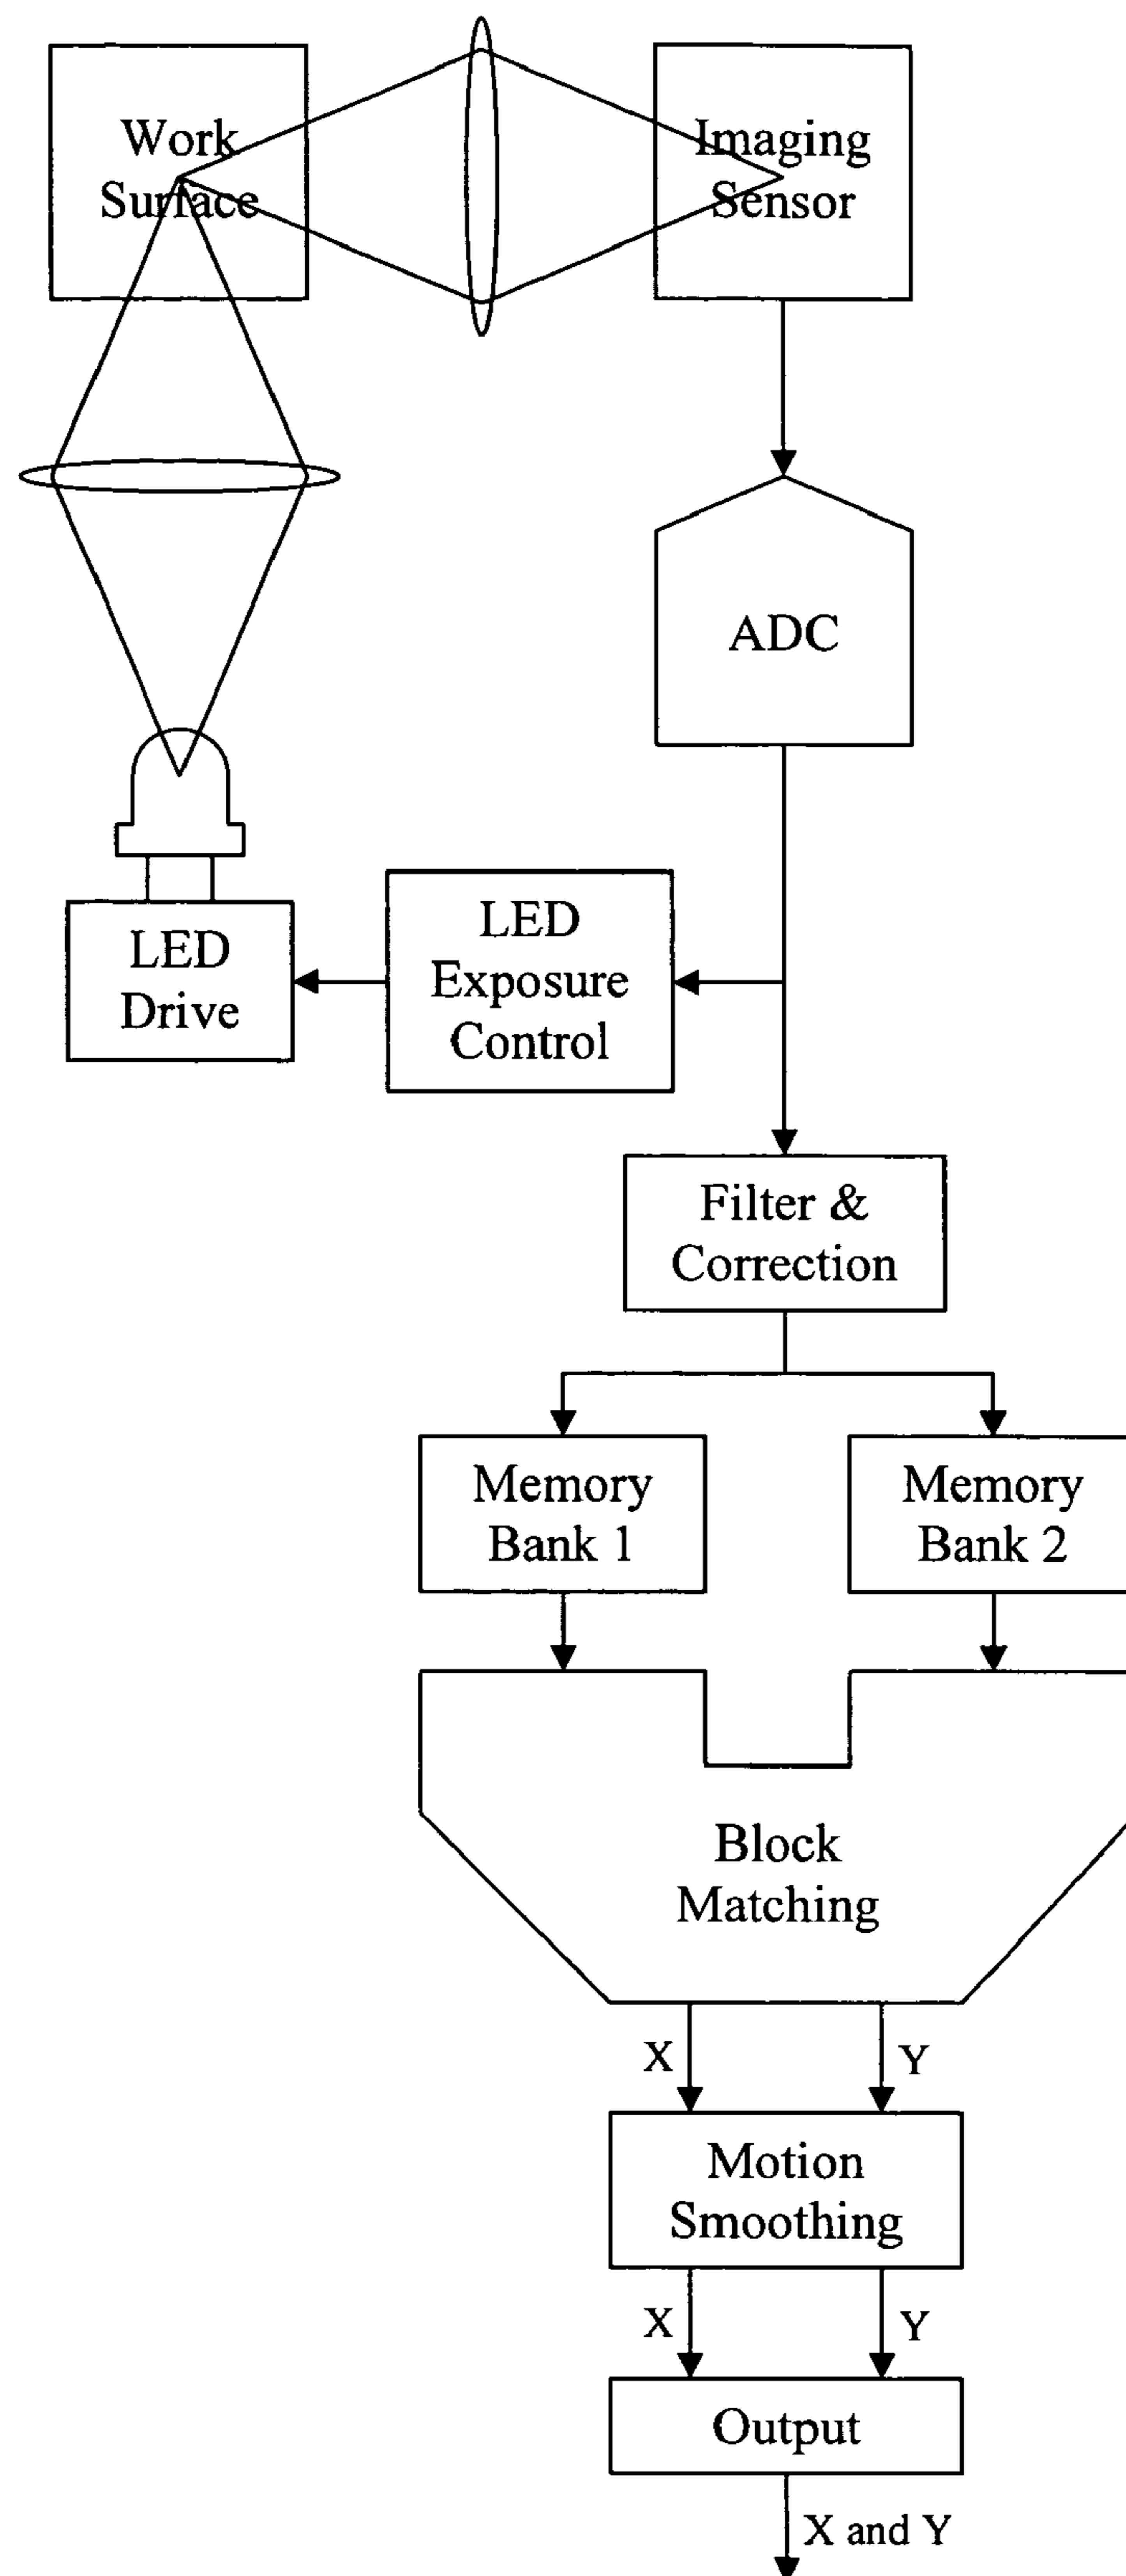 Work
Surface
Imaging
Sensor
ADC
LED
Exposure
Control
LED
Drive
Filter &
Correction
Memory
Bank 1
Memory
Bank 2
Block
Matching
X
Y
Motion
Smoothing
X
Y
Output
X and Y